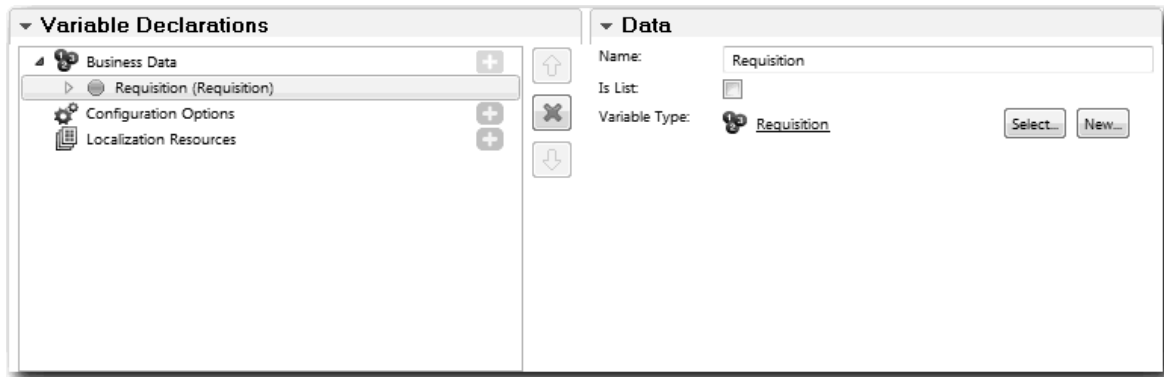 Variable Declarations
Business Data
Requisition (Requisition)
Configuration Options
Localization Resources
Data
Name: Requisition
Is List:
Variable Type: Requisition Select... New...